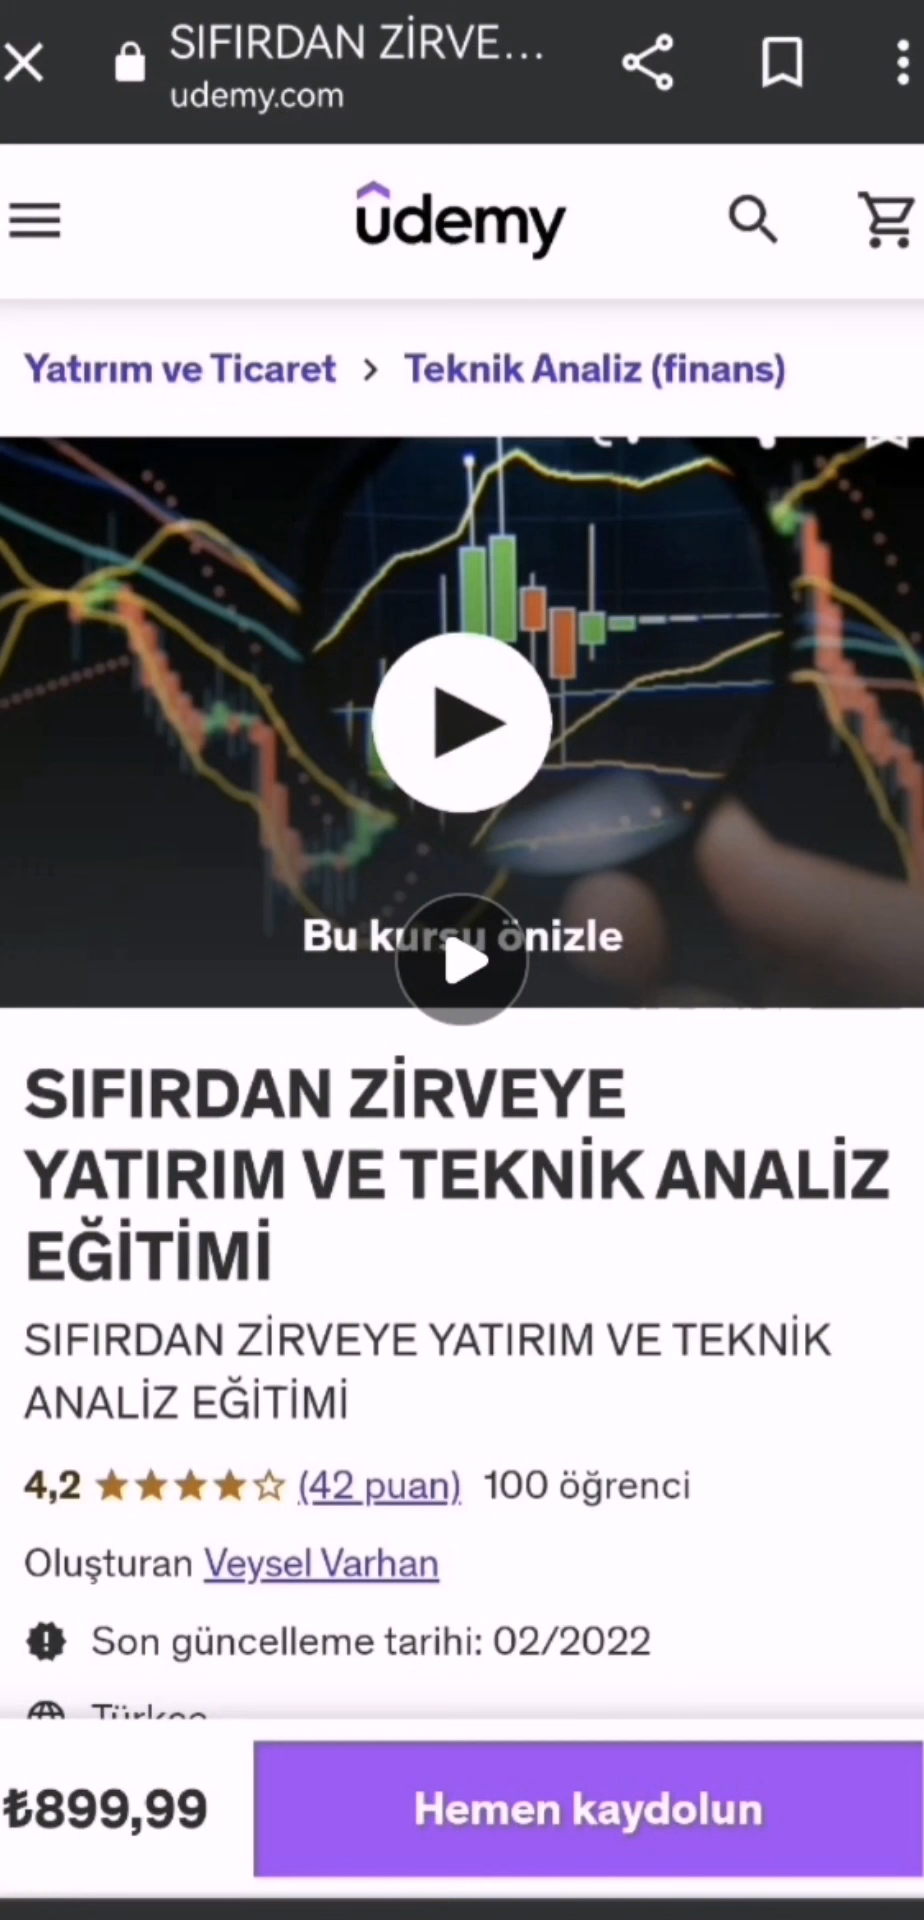 SIFIRDAN ZİRVE...
udemy.com
udemy
Yatırım ve Ticaret > Teknik Analiz (finans)
Bu kursu önizle
SIFIRDAN ZİRVEYE
YATIRIM VE TEKNİK ANALİZ
EĞİTİMİ
SIFIRDAN ZİRVEYE YATIRIM VE TEKNİK
ANALİZ EĞİTİMİ
4,2 (42 puan) 100 öğrenci
Oluşturan Veysel Varhan
Son güncelleme tarihi: 02/2022
Türkçe
₺899,99 Hemen kaydolun